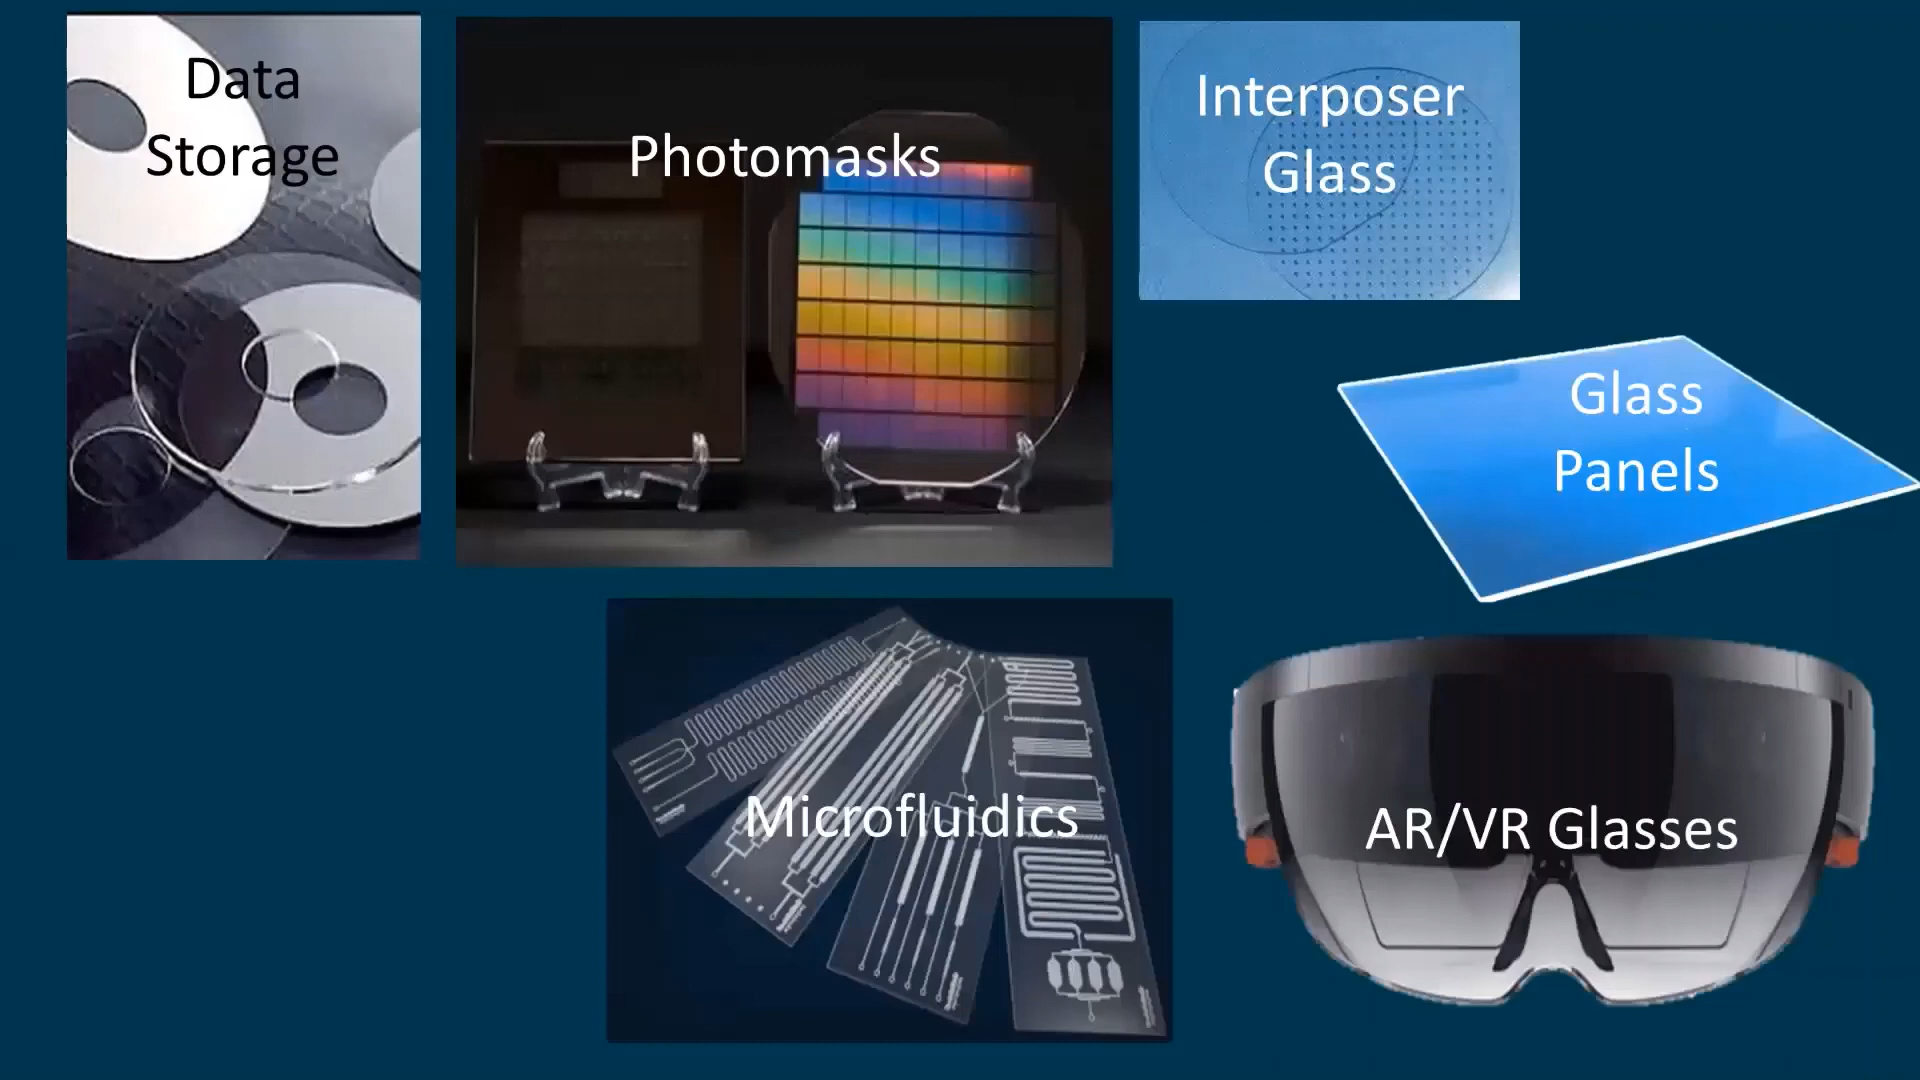 Data
Storage
Photomasks
Interposer
Glass
Glass
Panels
Microfluidics
AR/VR Glasses